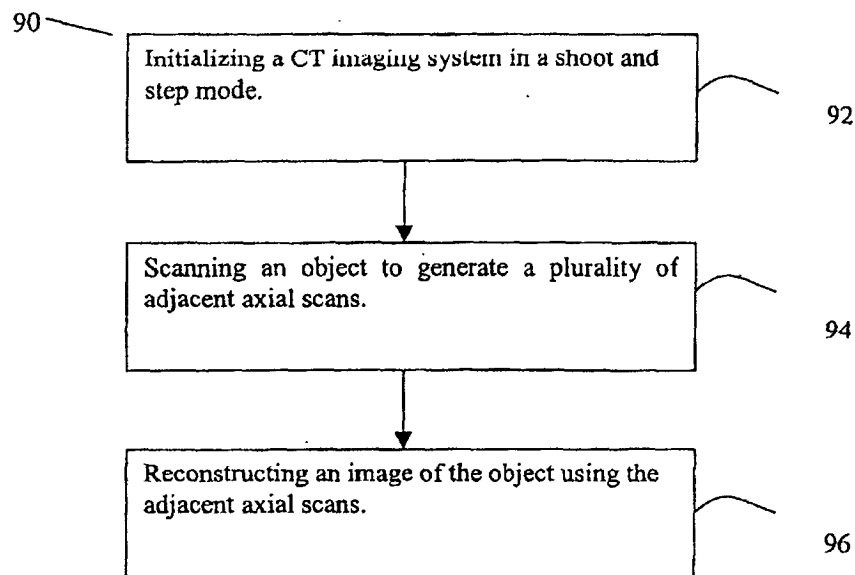 90
Initializing a CT imaging system in a shoot and
step mode.
92
Scanning an object to generate a plurality of
adjacent axial scans.
94
Reconstructing an image of the object using the
adjacent axial scans.
96